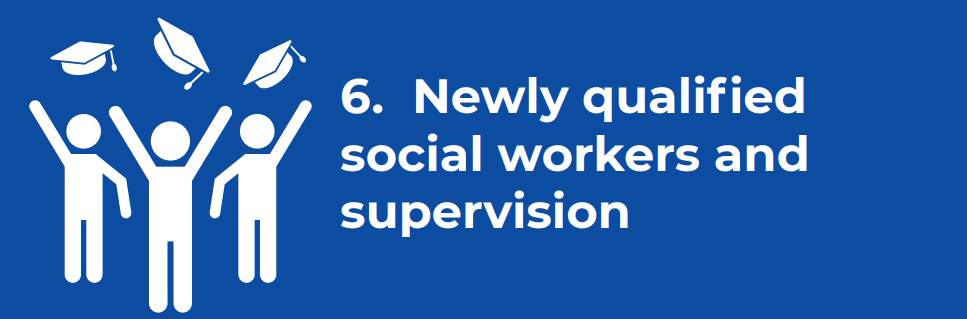 6. Newly qualified
social workers and
supervision